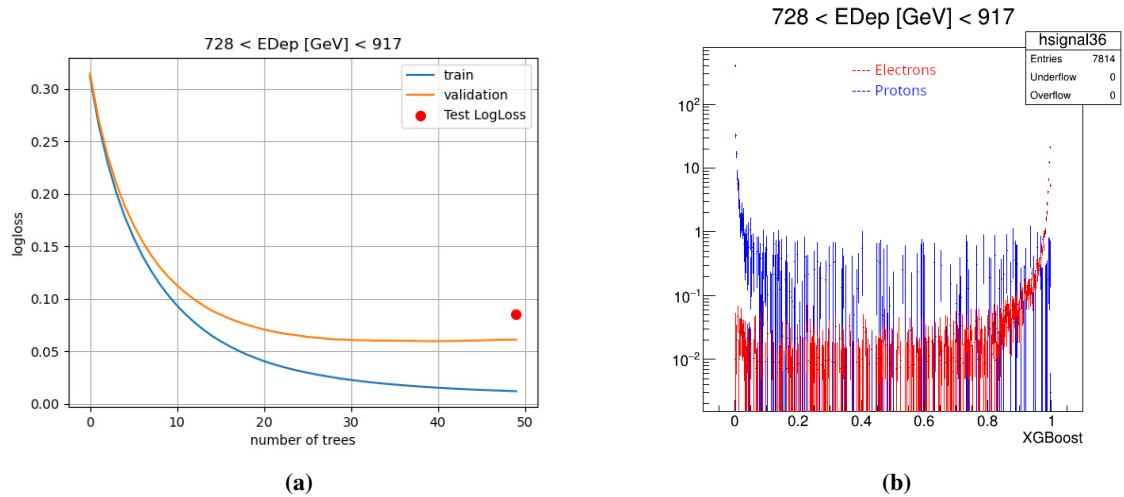 728 < EDep [GeV] < 917
logloss
0.30
0.25
0.20
0.15
0.10
0.05
0.00
train
validation
Test LogLoss
0 10 20 30 40 50
number of trees
(a)
728 < EDep [GeV] < 917
hsignal36
Entries 7814
Underflow 0
Overflow 0
Electrons
Protons
10²
10
1
10⁻¹
10⁻²
0 0.2 0.4 0.6 0.8 1
XGBoost
(b)